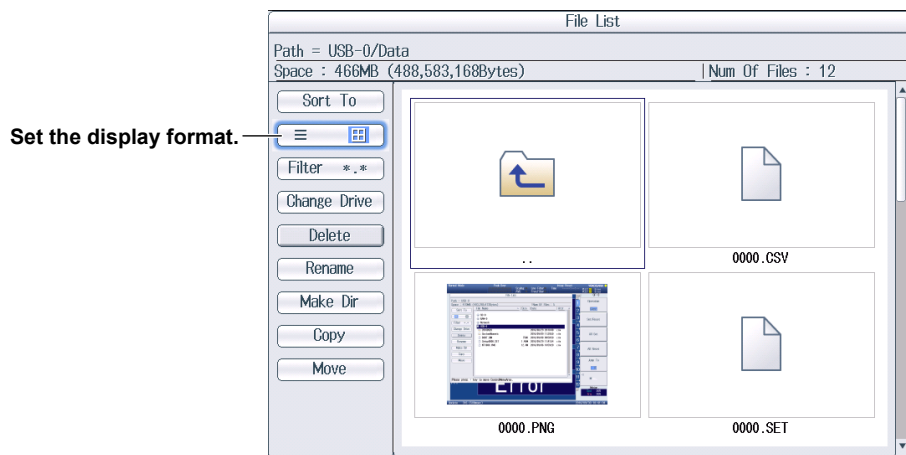 File List
Path = USB-0/Data
Space : 466MB (488,583,168Bytes)
Num Of Files : 12
Set the display format.
Sort To
Filter *.*
Change Drive
Delete
Rename
Make Dir
Copy
Move
..
0000.CSV
Error
0000.PNG
0000.SET